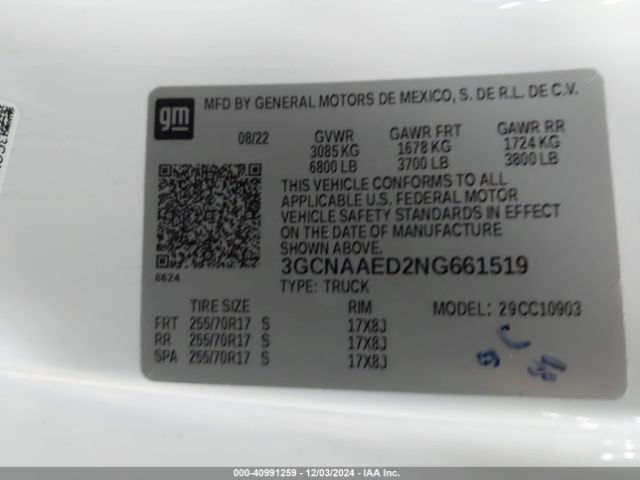 gm
MFD BY GENERAL MOTORS DE MEXICO, S. DE R.L. DE C.V.
08/22 GVWR GAWR FRT GAWR RR
3085 KG 1678 KG 1724 KG
6800 LB 3700 LB 3800 LB
THIS VEHICLE CONFORMS TO ALL
APPLICABLE U.S. FEDERAL MOTOR
VEHICLE SAFETY STANDARDS IN EFFECT
ON THE DATE OF MANUFACTURE
SHOWN ABOVE.
3GCNAAED2NG661519
8624
TYPE: TRUCK
TIRE SIZE RIM MODEL: 29CC10903
FRT 255/70R17 S 17X8J
RR 255/70R17 S 17X8J
SPA 255/70R17 S 17X8J
000-40991259 - 12/03/2024 - IAA Inc.